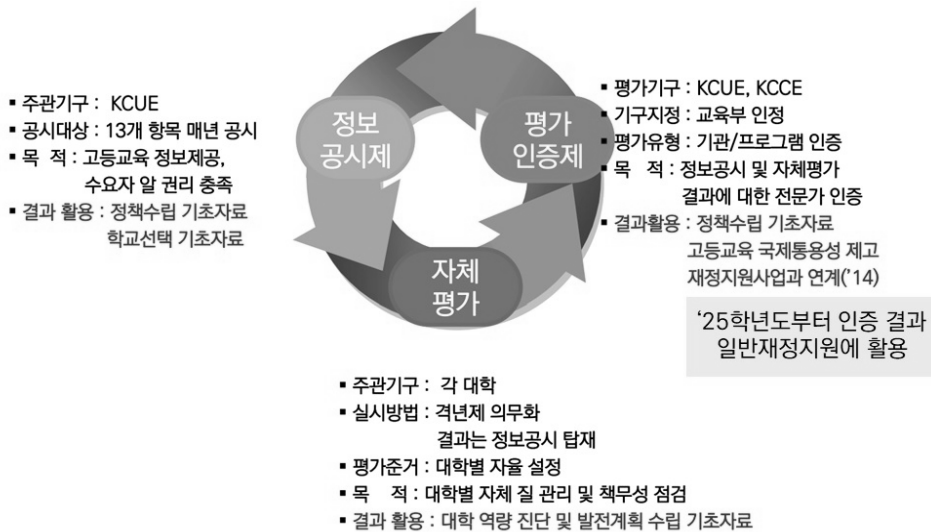 정보
공시제
▪ 주관기구 : KCUE
▪ 공시대상 : 13개 항목 매년 공시
▪ 목 적 : 고등교육 정보제공,
수요자 알 권리 충족
▪ 결과 활용 : 정책수립 기초자료
학교선택 기초자료
평가
인증제
▪ 평가기구 : KCUE, KCCE
▪ 기구지정 : 교육부 인정
▪ 평가유형 : 기관/프로그램 인증
▪ 목 적 : 정보공시 및 자체평가
결과에 대한 전문가 인증
▪ 결과활용 : 정책수립 기초자료
고등교육 국제통용성 제고
재정지원사업과 연계(’14)
‘25학년도부터 인증 결과
일반재정지원에 활용
자체
평가
▪ 주관기구 : 각 대학
▪ 실시방법 : 격년제 의무화
결과는 정보공시 탑재
▪ 평가준거 : 대학별 자율 설정
▪ 목 적 : 대학별 자체 질 관리 및 책무성 점검
▪ 결과 활용 : 대학 역량 진단 및 발전계획 수립 기초자료